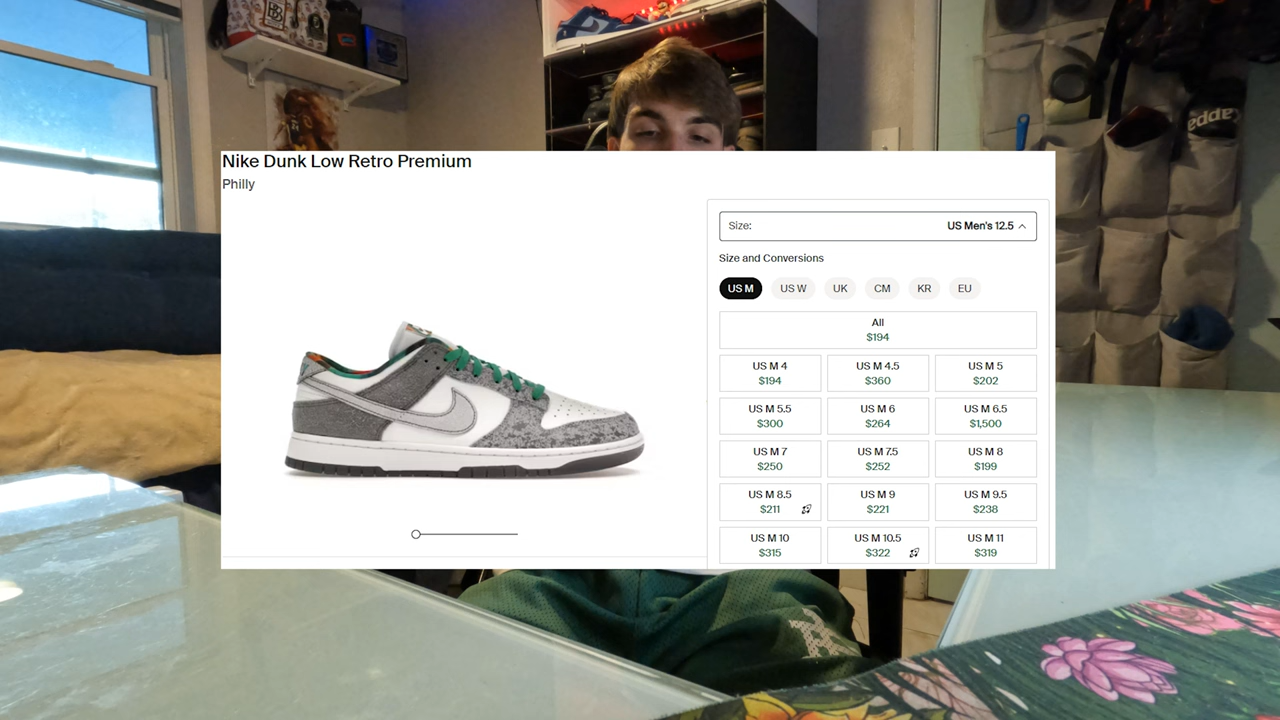 Kappa
Nike Dunk Low Retro Premium
Philly
Size: US Men's 12.5
Size and Conversions
US M US W UK CM KR EU
All
$194
US M 4 US M 4.5 US M 5
$194 $360 $202
US M 5.5 US M 6 US M 6.5
$300 $264 $1,500
US M 7 US M 7.5 US M 8
$250 $252 $199
US M 8.5 US M 9 US M 9.5
$211 $221 $238
US M 10 US M 10.5 US M 11
$315 $322 $319